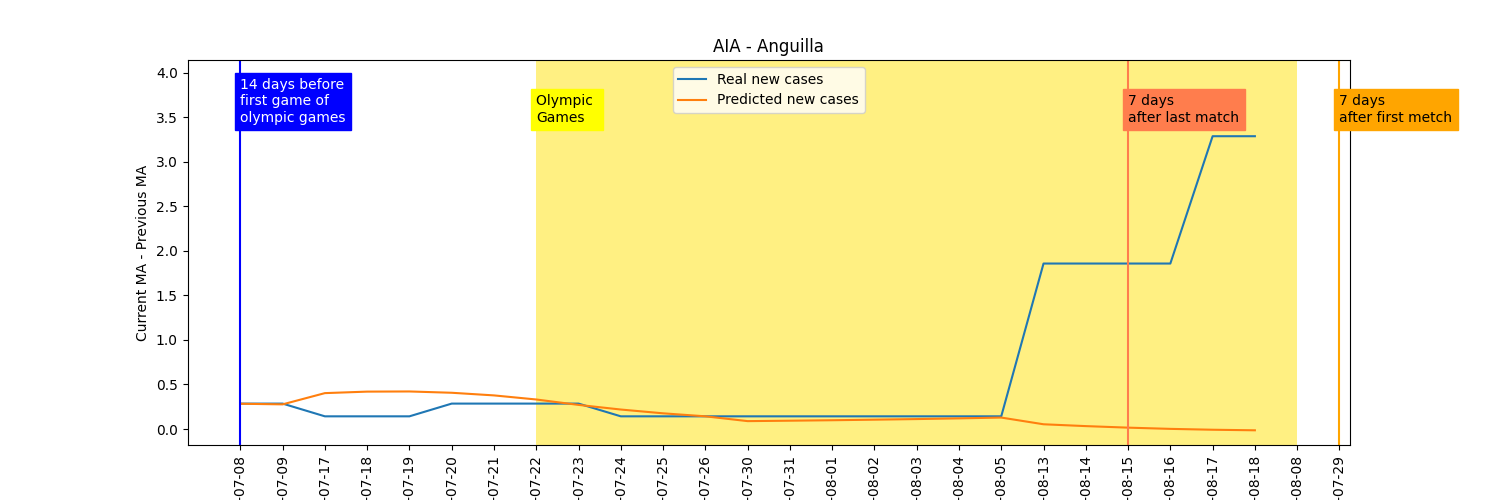 AIA - Anguilla
Real new cases
Predicted new cases
14 days before
first game of
olympic games
Olympic
Games
7 days
after last match
7 days
after first metch
Current MA - Previous MA
4.0
3.5
3.0
2.5
2.0
1.5
1.0
0.5
0.0
-07-08
-07-09
-07-17
-07-18
-07-19
-07-20
-07-21
-07-22
-07-23
-07-24
-07-25
-07-26
-07-30
-07-31
-08-01
-08-02
-08-03
-08-04
-08-05
-08-13
-08-14
-08-15
-08-16
-08-17
-08-18
-08-08
-07-29